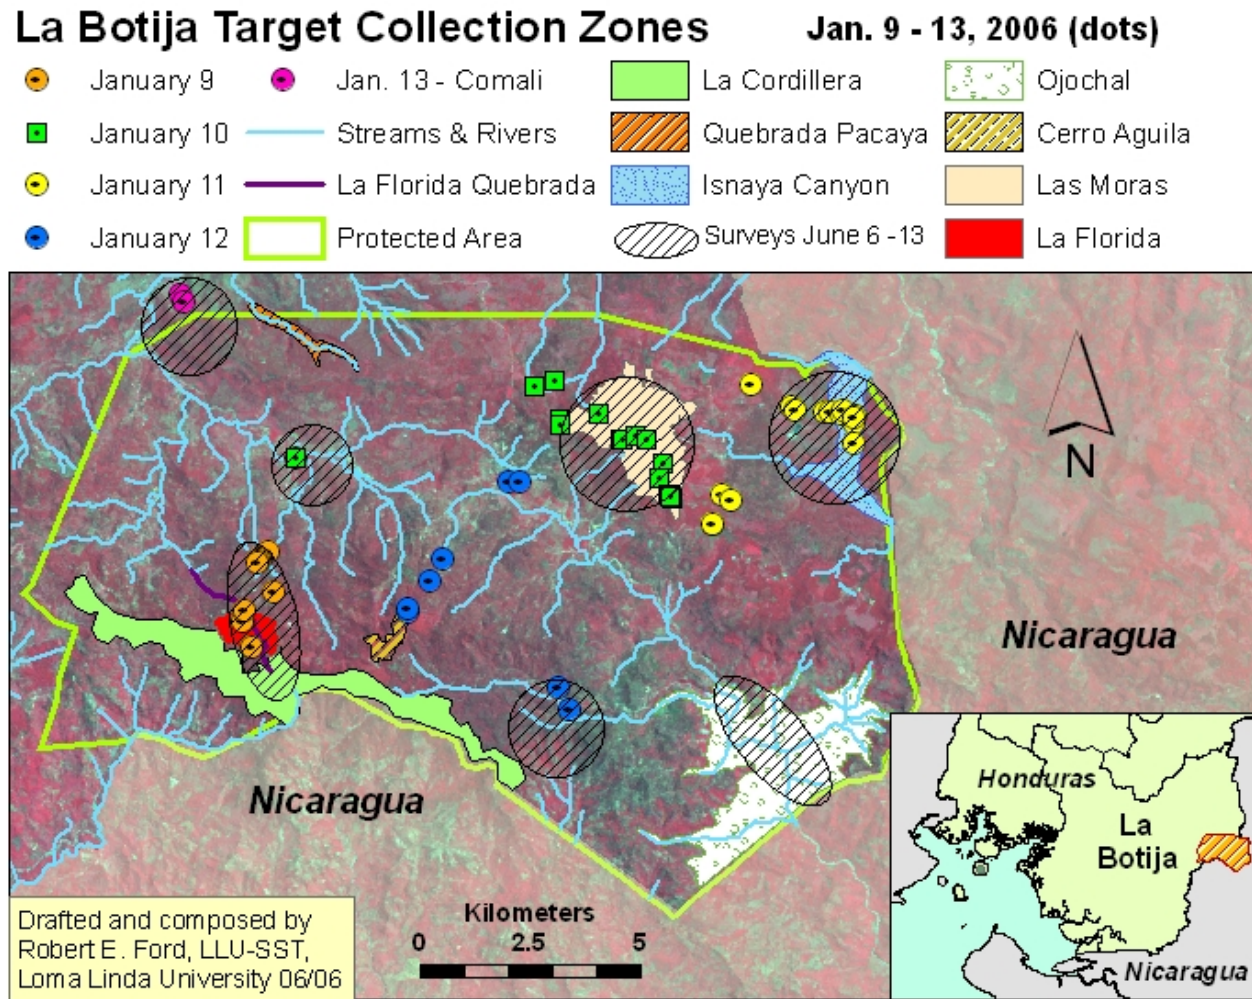 La Botija Target Collection Zones
Jan. 9 - 13, 2006 (dots)
January 9
Jan. 13 - Comali
La Cordillera
Ojochal
January 10
Streams & Rivers
Quebrada Pacaya
Cerro Aguila
January 11
La Florida Quebrada
Isnaya Canyon
Las Moras
January 12
Protected Area
Surveys June 6 -13
La Florida
N
Nicaragua
Nicaragua
Honduras
La
Botija
Nicaragua
Kilometers
0 2.5 5
Drafted and composed by
Robert E. Ford, LLU-SST,
Loma Linda University 06/06